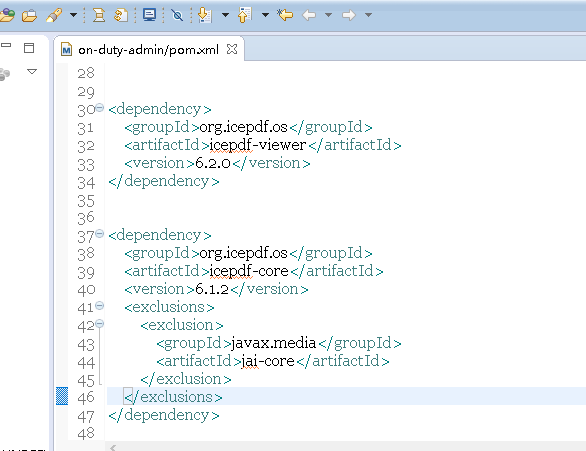 on-duty-admin/pom.xml
28
29
30 <dependency>
31 <groupId>org.icepdf.os</groupId>
32 <artifactId>icepdf-viewer</artifactId>
33 <version>6.2.0</version>
34 </dependency>
35
36
37 <dependency>
38 <groupId>org.icepdf.os</groupId>
39 <artifactId>icepdf-core</artifactId>
40 <version>6.1.2</version>
41 <exclusions>
42 <exclusion>
43 <groupId>javax.media</groupId>
44 <artifactId>jai-core</artifactId>
45 </exclusion>
46 </exclusions>
47 </dependency>
48